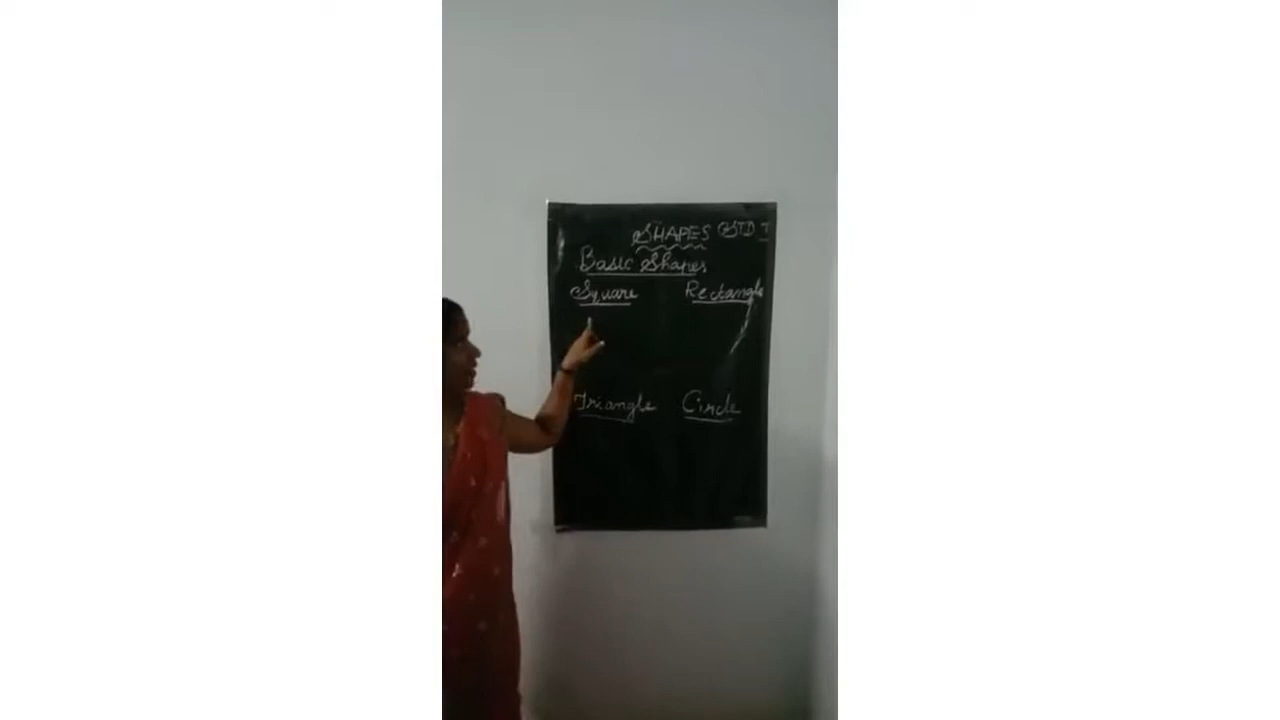 SHAPES STD I
Basic Shapes
Square Rectangle
Triangle Circle